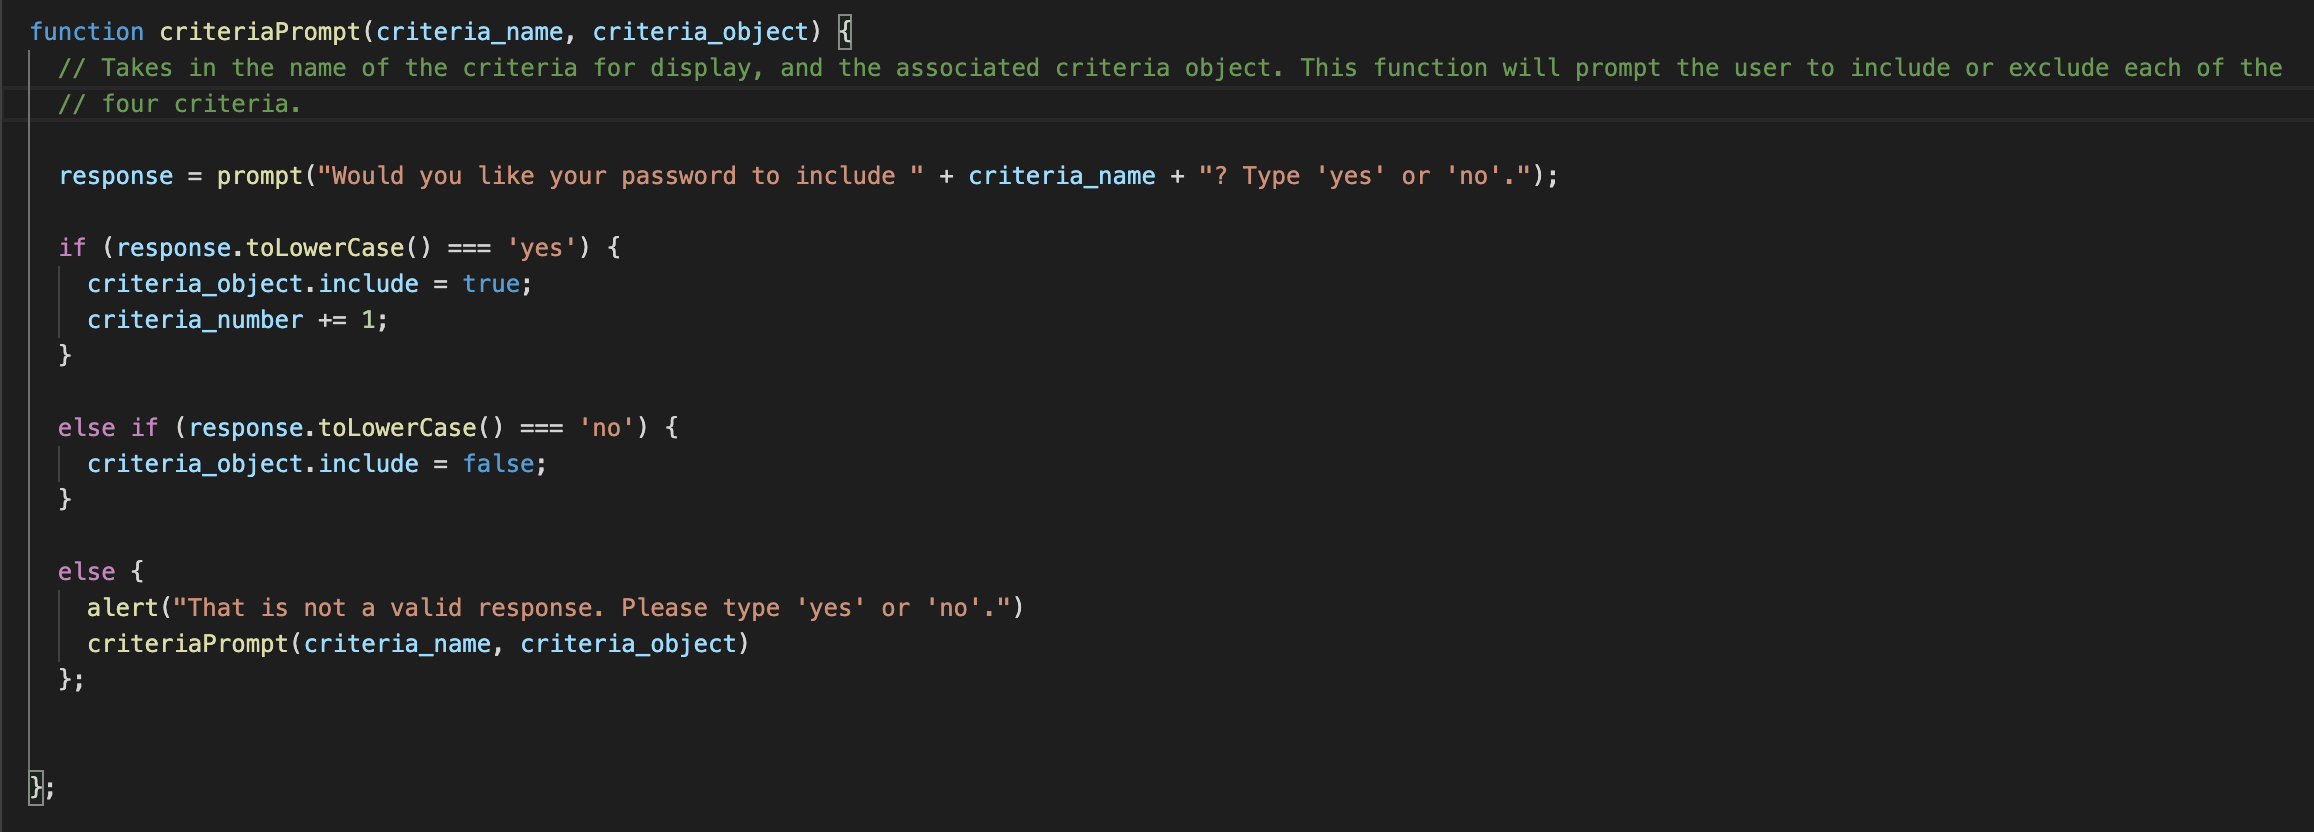 function criteriaPrompt(criteria_name, criteria_object) {
  // Takes in the name of the criteria for display, and the associated criteria object. This function will prompt the user to include or exclude each of the
  // four criteria.

  response = prompt("Would you like your password to include " + criteria_name + "? Type 'yes' or 'no'.");

  if (response.toLowerCase() === 'yes') {
    criteria_object.include = true;
    criteria_number += 1;
  }

  else if (response.toLowerCase() === 'no') {
    criteria_object.include = false;
  }

  else {
    alert("That is not a valid response. Please type 'yes' or 'no'.")
    criteriaPrompt(criteria_name, criteria_object)
  };


};